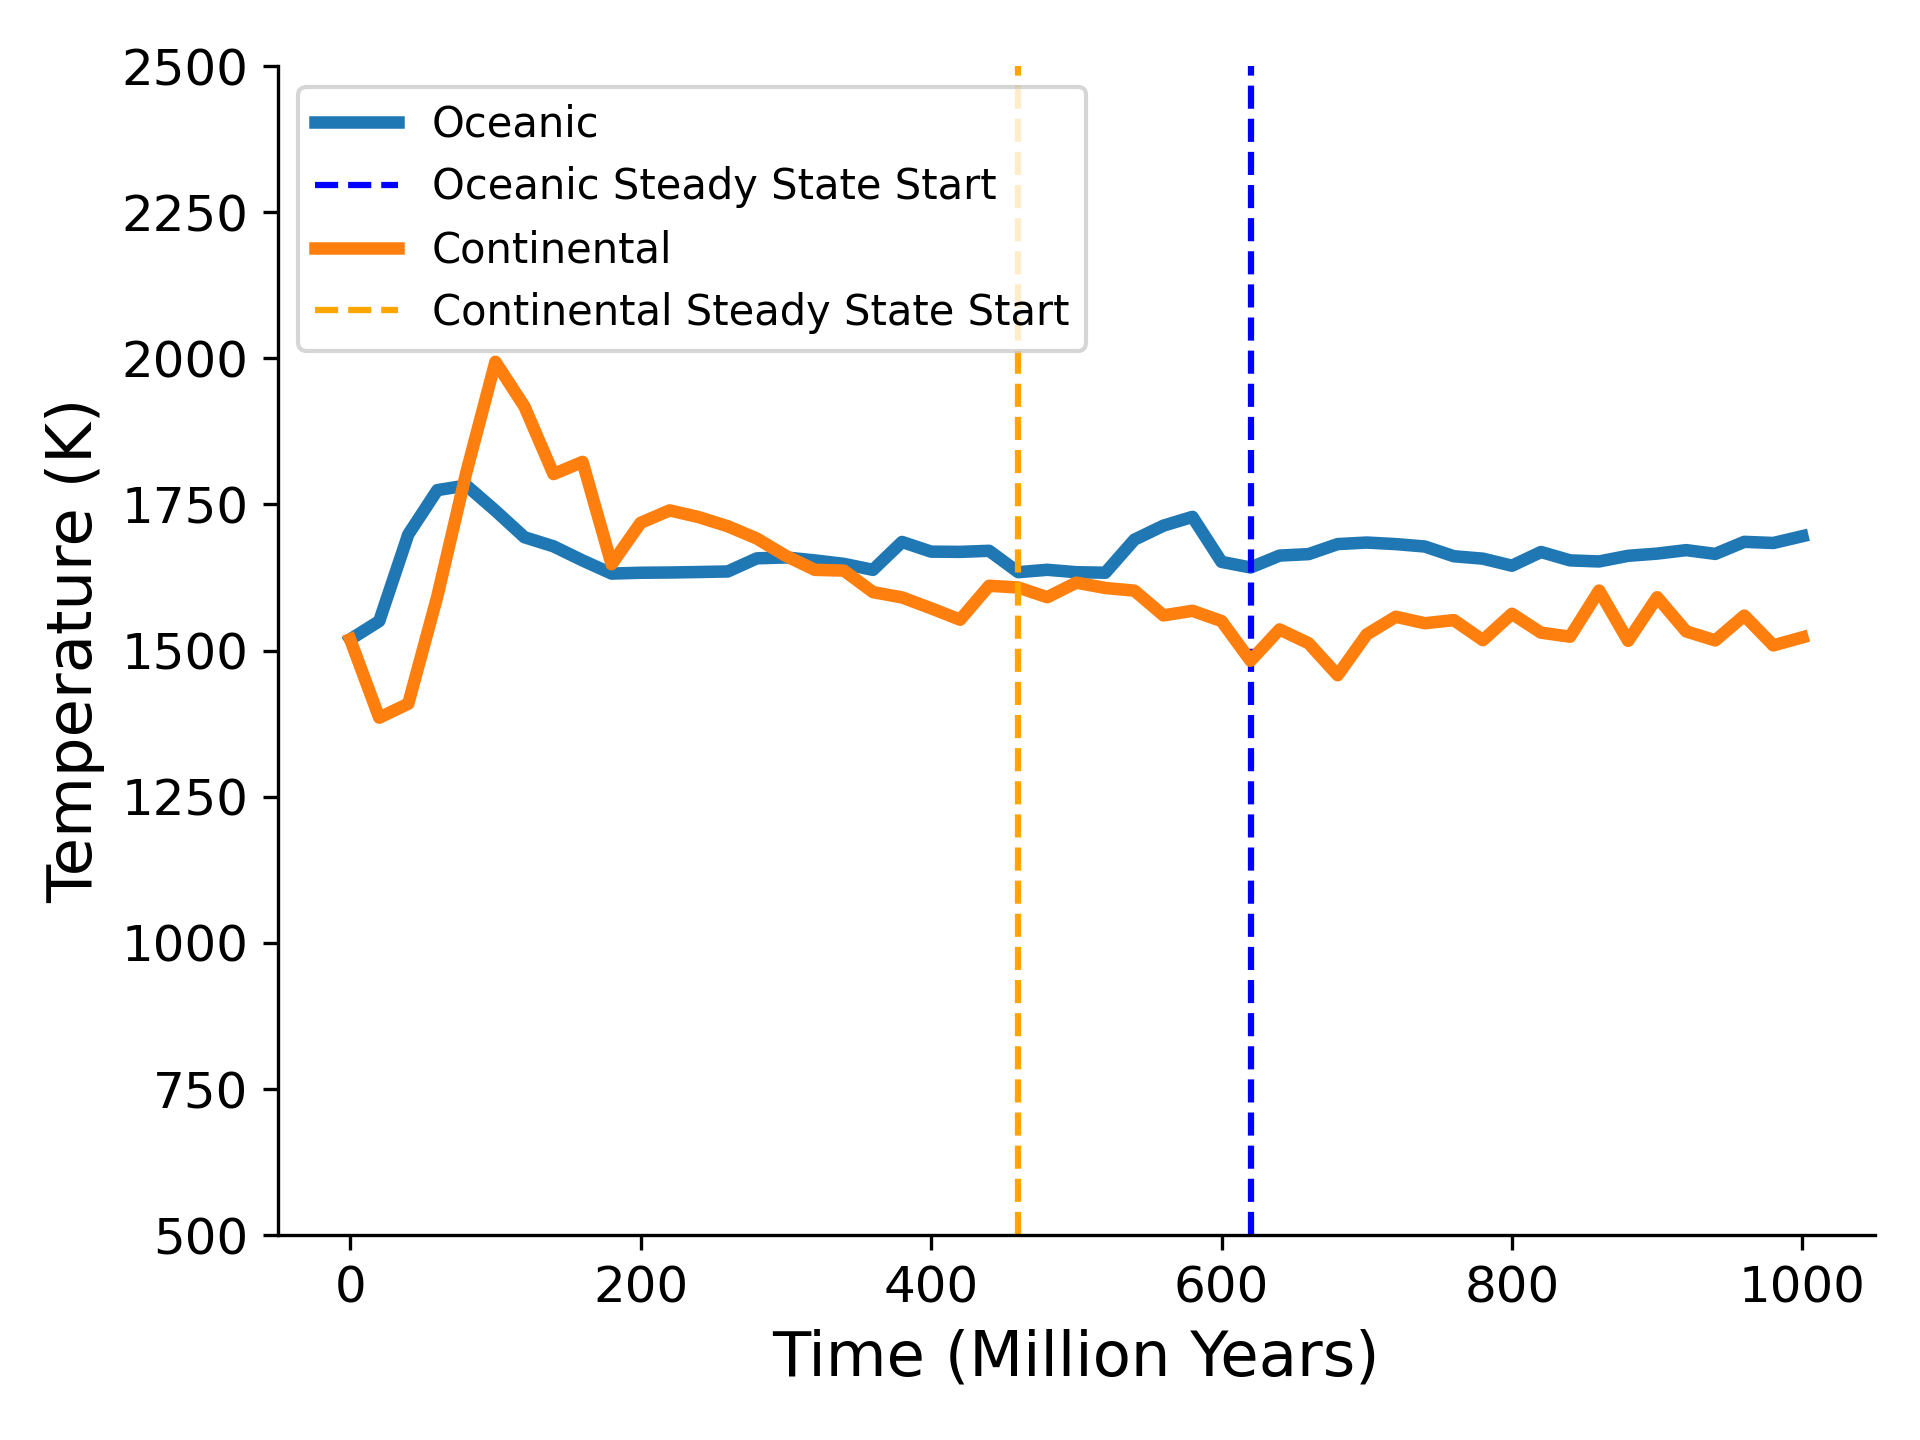 2500
2250
2000
1750
1500
1250
1000
750
500
Temperature (K)
Oceanic
Oceanic Steady State Start
Continental
Continental Steady State Start
0 200 400 600 800 1000
Time (Million Years)